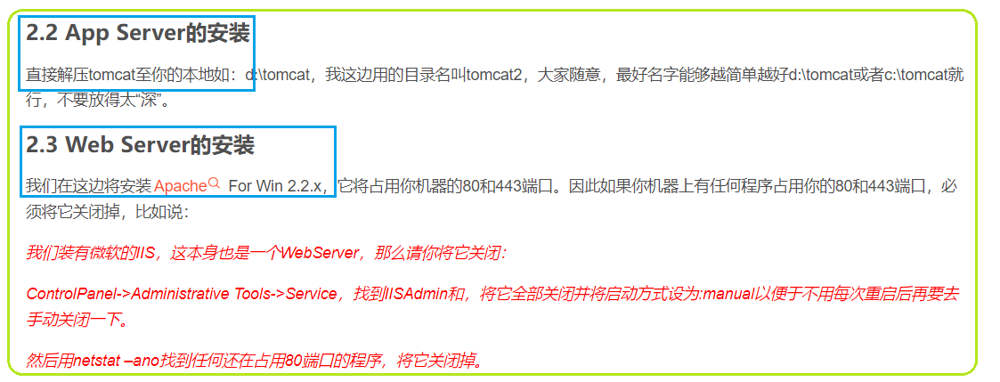 2.2 App Server的安装
直接解压tomcat至你的本地如：d:\tomcat，我这边用的目录名叫tomcat2，大家随意，最好名字能够越简单越好d:\tomcat或者c:\tomcat就
行，不要放得太“深”。
2.3 Web Server的安装
我们在这边将安装Apache For Win 2.2.x，它将占用你机器的80和443端口。因此如果你机器上有任何程序占用你的80和443端口，必
须将它关闭掉，比如说：
我们装有微软的IIS，这本身也是一个WebServer，那么请你将它关闭：
ControlPanel->Administrative Tools->Service，找到IISAdmin和，将它全部关闭并将启动方式设为:manual以便于不用每次重启后再要去
手动关闭一下。
然后用netstat –ano找到任何还在占用80端口的程序，将它关闭掉。